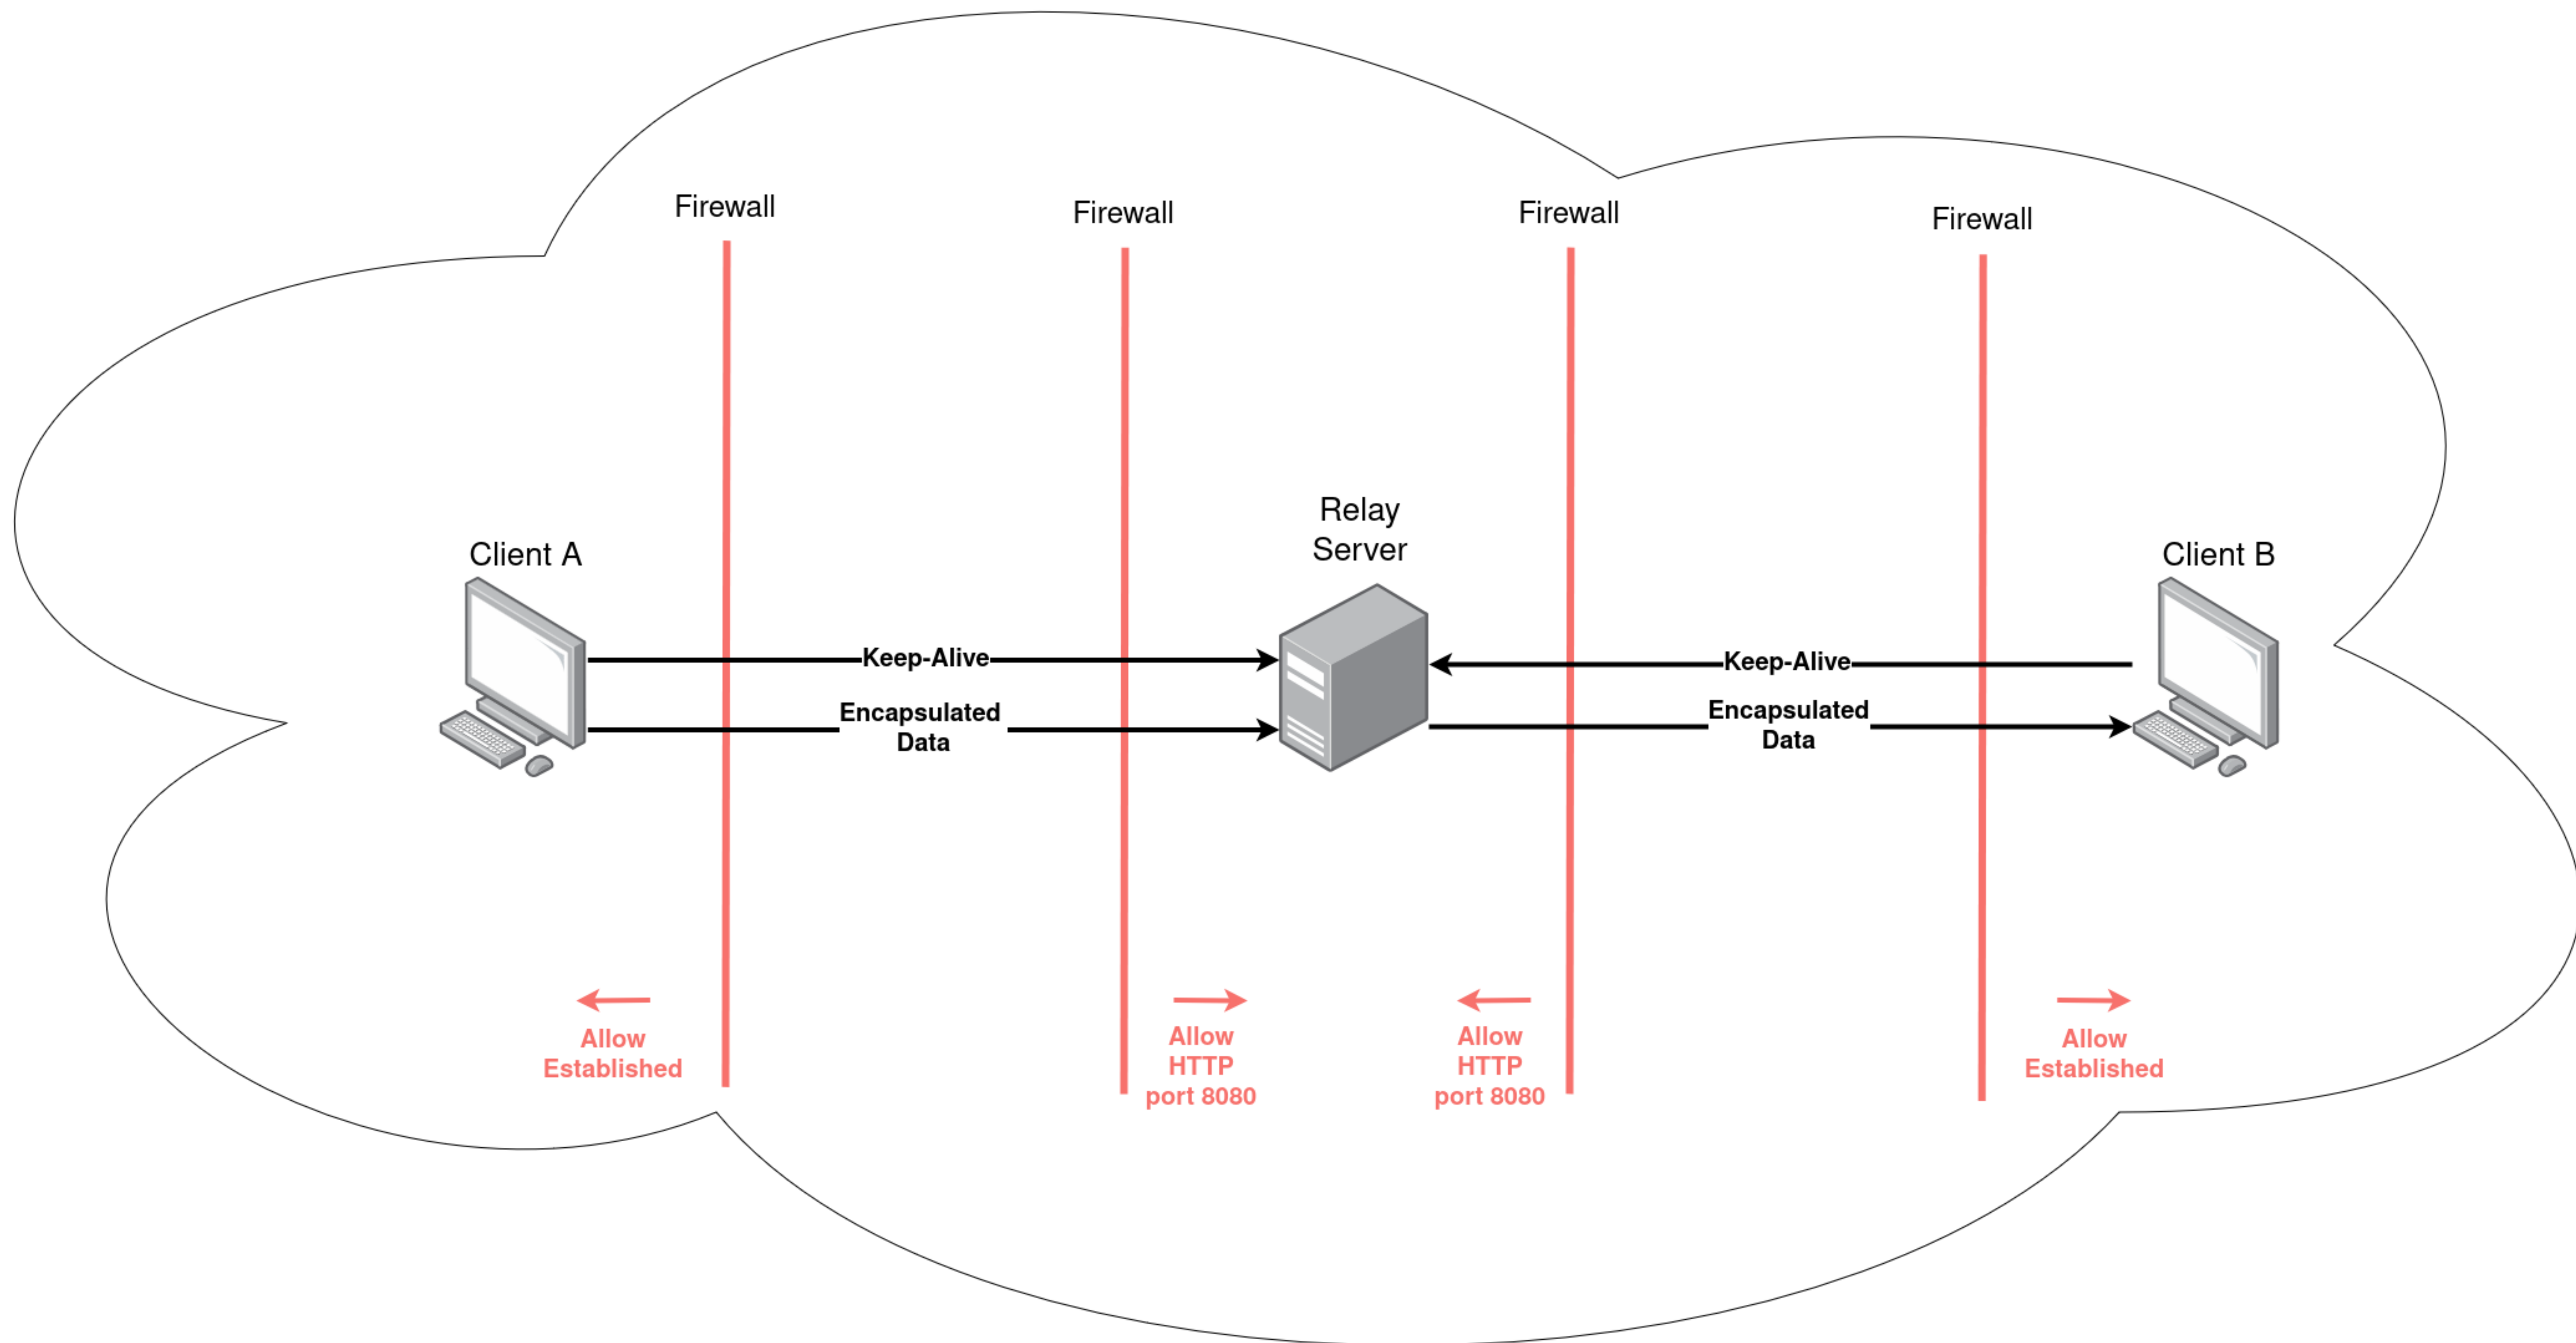 Firewall
Firewall
Firewall
Firewall
Relay
Server
Client A
Client B
Keep-Alive
Keep-Alive
Encapsulated
Data
Encapsulated
Data
Allow
Established
Allow
HTTP
port 8080
Allow
HTTP
port 8080
Allow
Established